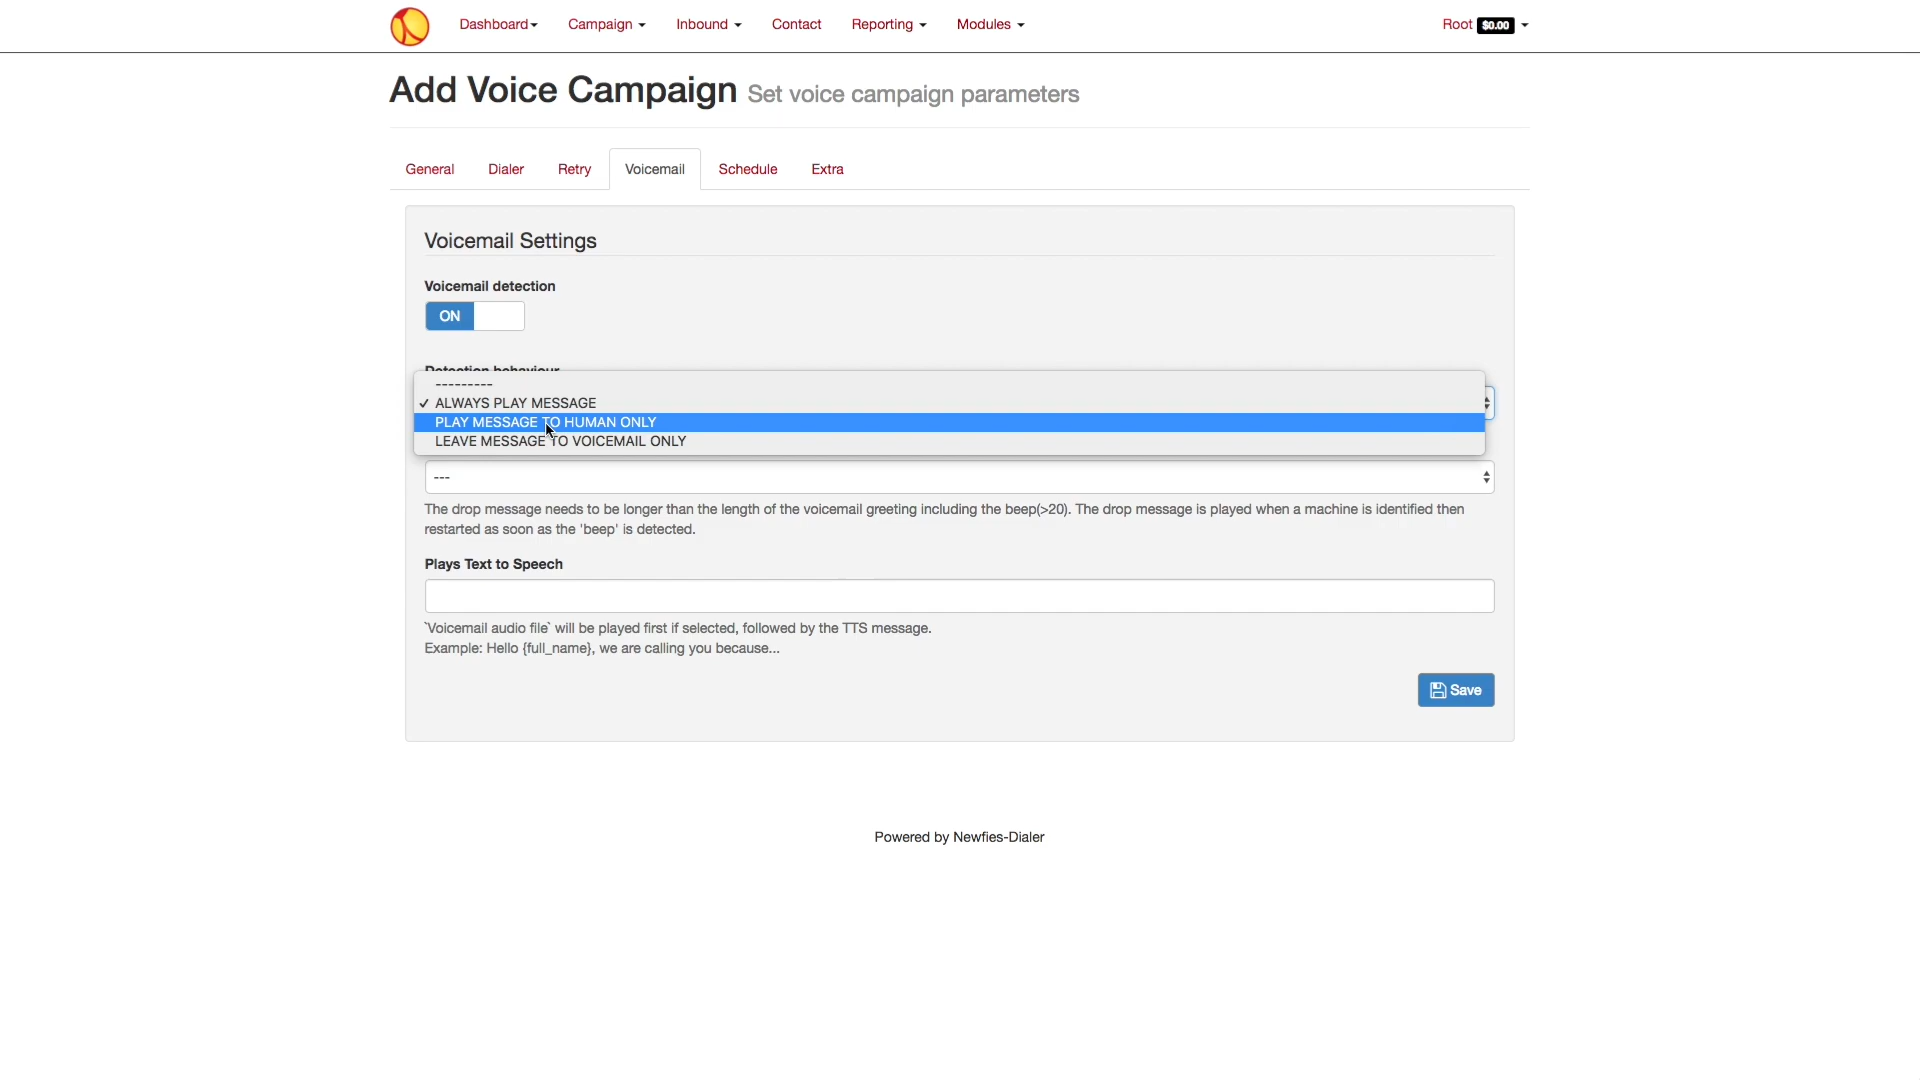 Dashboard Campaign Inbound Contact Reporting Modules Root $0.00
Add Voice Campaign Set voice campaign parameters
General Dialer Retry Voicemail Schedule Extra
Voicemail Settings
Voicemail detection
ON
Detection behaviour
---------
✓ ALWAYS PLAY MESSAGE
PLAY MESSAGE TO HUMAN ONLY
LEAVE MESSAGE TO VOICEMAIL ONLY
---
The drop message needs to be longer than the length of the voicemail greeting including the beep(>20). The drop message is played when a machine is identified then
restarted as soon as the 'beep' is detected.
Plays Text to Speech
`Voicemail audio file` will be played first if selected, followed by the TTS message.
Example: Hello {full_name}, we are calling you because...
Save
Powered by Newfies-Dialer